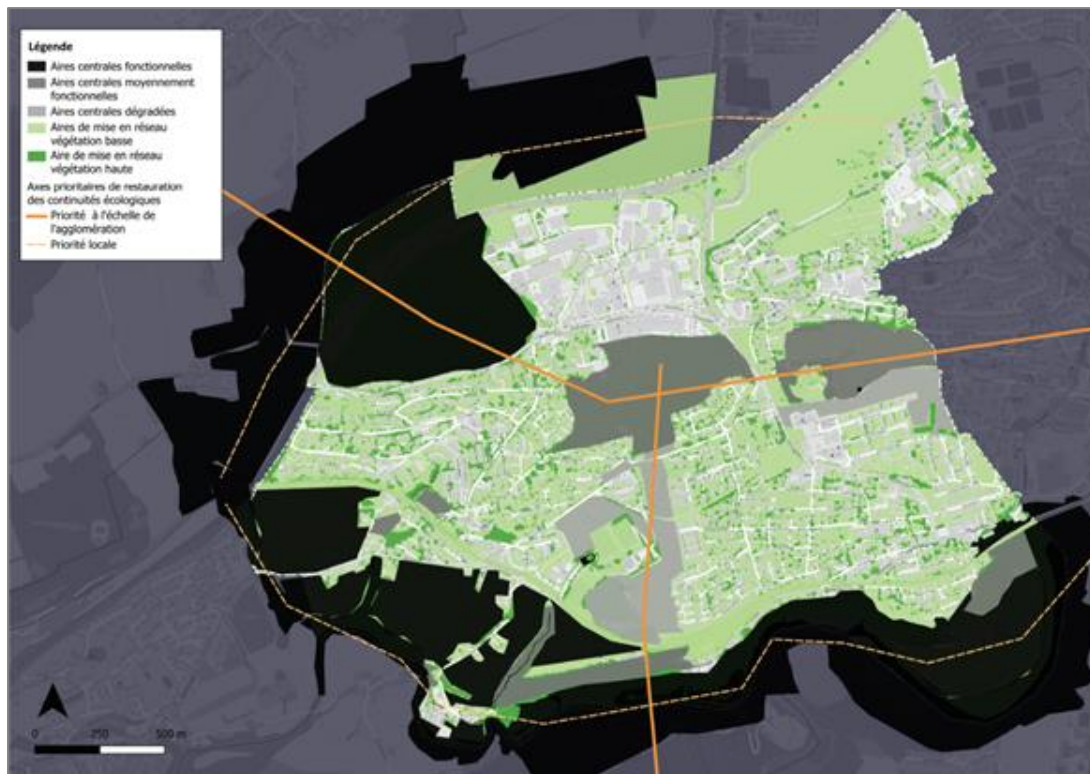 Légende
Aires centrales fonctionnelles
Aires centrales moyennement
fonctionnelles
Aires centrales dégradées
Aires de mise en réseau
végétation basse
Aire de mise en réseau
végétation haute
Axes prioritaires de restauration
des continuités écologiques
Priorité à l'échelle de
l'agglomération
Priorité locale
0 250 500 m